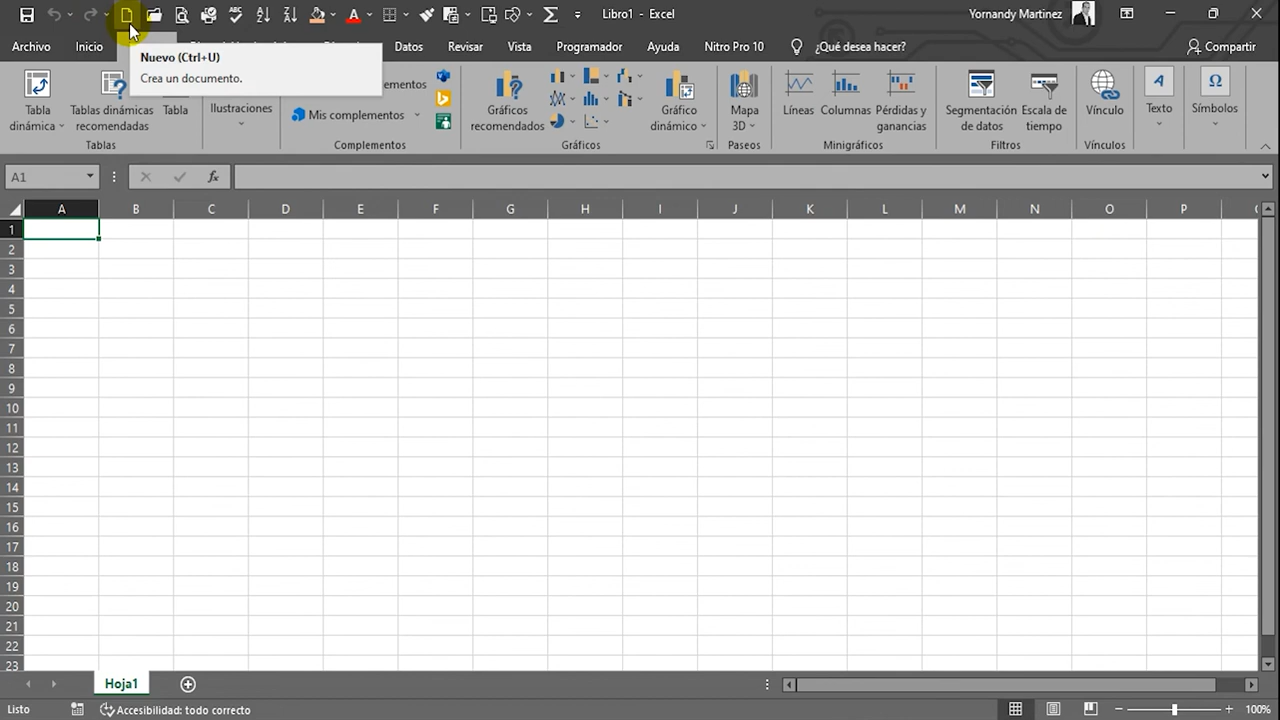 Libro1 - Excel
Yornandy Martinez
Archivo
Inicio
Datos
Revisar
Vista
Programador
Ayuda
Nitro Pro 10
¿Qué desea hacer?
Compartir
Nuevo (Ctrl+U)
Crea un documento.
Tabla
dinámica
Tablas dinámicas
recomendadas
Tabla
Tablas
Ilustraciones
Mis complementos
Complementos
Gráficos
recomendados
Gráfico
dinámico
Gráficos
Mapa
3D
Paseos
Líneas
Columnas
Pérdidas y
ganancias
Minigráficos
Segmentación
de datos
Escala de
tiempo
Filtros
Vínculo
Vínculos
Texto
Símbolos
A1
fx
A B C D E F G H I J K L M N O P
1
2
3
4
5
6
7
8
9
10
11
12
13
14
15
16
17
18
19
20
21
22
23
Hoja1
Listo
Accesibilidad: todo correcto
100%